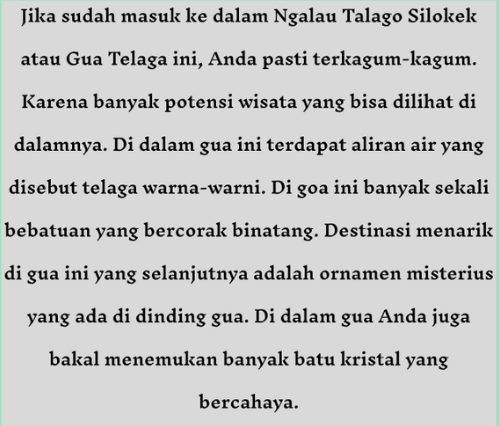 Jika sudah masuk ke dalam Ngalau Talago Silokek
atau Gua Telaga ini, Anda pasti terkagum-kagum.
Karena banyak potensi wisata yang bisa dilihat di
dalamnya. Di dalam gua ini terdapat aliran air yang
disebut telaga warna-warni. Di goa ini banyak sekali
bebatuan yang bercorak binatang. Destinasi menarik
di gua ini yang selanjutnya adalah ornamen misterius
yang ada di dinding gua. Di dalam gua Anda juga
bakal menemukan banyak batu kristal yang
bercahaya.